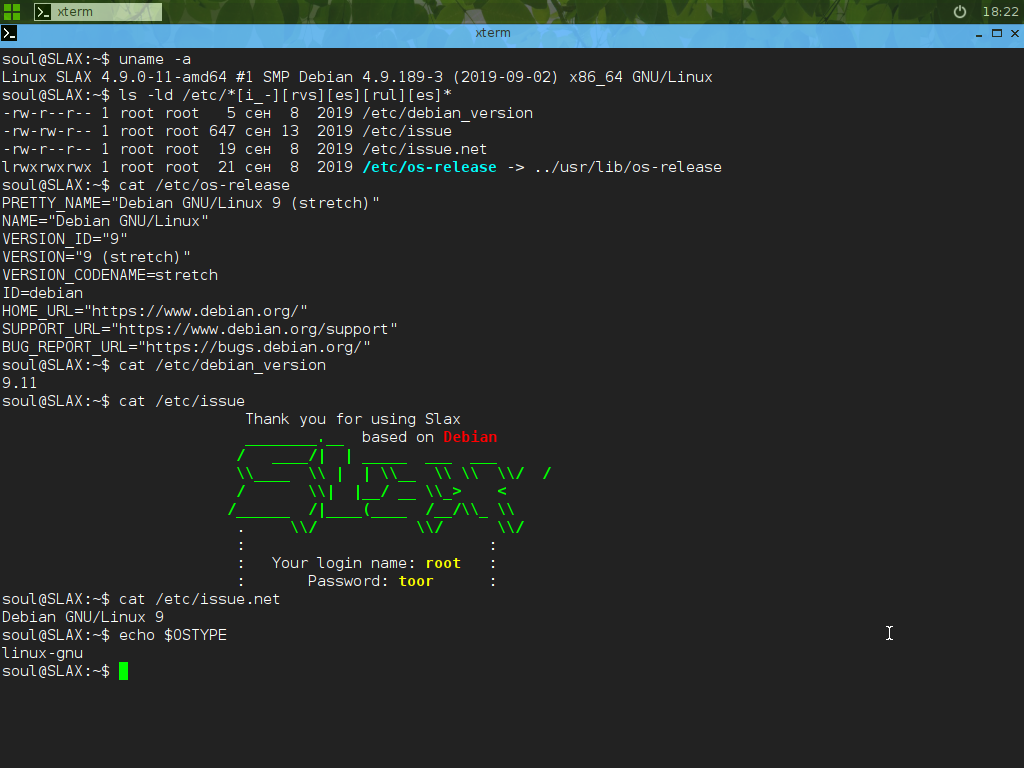 xterm
18:22
xterm
soul@SLAX:~$ uname -a
Linux SLAX 4.9.0-11-amd64 #1 SMP Debian 4.9.189-3 (2019-09-02) x86_64 GNU/Linux
soul@SLAX:~$ ls -ld /etc/*[i_-][rvs][es][rul][es]*
-rw-r--r-- 1 root root   5 сен  8  2019 /etc/debian_version
-rw-rw-r-- 1 root root 647 сен 13  2019 /etc/issue
-rw-r--r-- 1 root root  19 сен  8  2019 /etc/issue.net
lrwxrwxrwx 1 root root  21 сен  8  2019 /etc/os-release -> ../usr/lib/os-release
soul@SLAX:~$ cat /etc/os-release
PRETTY_NAME="Debian GNU/Linux 9 (stretch)"
NAME="Debian GNU/Linux"
VERSION_ID="9"
VERSION="9 (stretch)"
VERSION_CODENAME=stretch
ID=debian
HOME_URL="https://www.debian.org/"
SUPPORT_URL="https://www.debian.org/support"
BUG_REPORT_URL="https://bugs.debian.org/"
soul@SLAX:~$ cat /etc/debian_version
9.11
soul@SLAX:~$ cat /etc/issue
Thank you for using Slax
based on Debian
Your login name: root
Password: toor
soul@SLAX:~$ cat /etc/issue.net
Debian GNU/Linux 9
soul@SLAX:~$ echo $OSTYPE
linux-gnu
soul@SLAX:~$